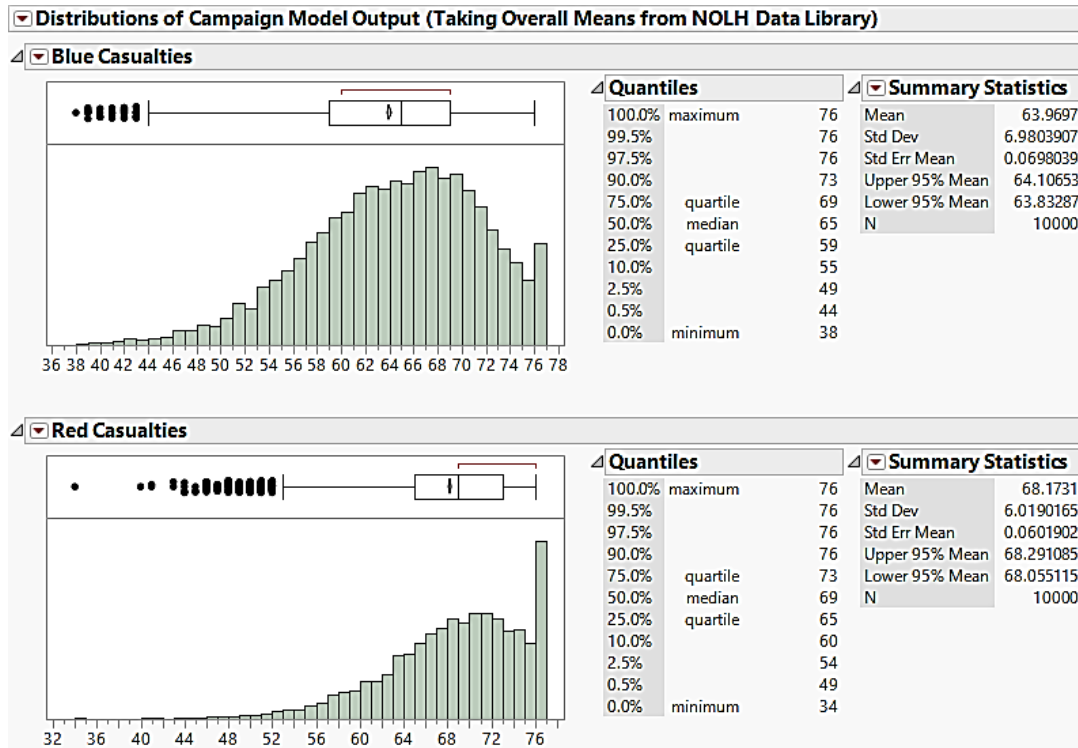 Distributions of Campaign Model Output (Taking Overall Means from NOLH Data Library)
Blue Casualties
36 38 40 42 44 46 48 50 52 54 56 58 60 62 64 66 68 70 72 74 76 78
Quantiles
100.0% maximum 76
99.5% 76
97.5% 76
90.0% 73
75.0% quartile 69
50.0% median 65
25.0% quartile 59
10.0% 55
2.5% 49
0.5% 44
0.0% minimum 38
Summary Statistics
Mean 63.9697
Std Dev 6.9803907
Std Err Mean 0.0698039
Upper 95% Mean 64.10653
Lower 95% Mean 63.83287
N 10000
Red Casualties
32 36 40 44 48 52 56 60 64 68 72 76
Quantiles
100.0% maximum 76
99.5% 76
97.5% 76
90.0% 76
75.0% quartile 73
50.0% median 69
25.0% quartile 65
10.0% 60
2.5% 54
0.5% 49
0.0% minimum 34
Summary Statistics
Mean 68.1731
Std Dev 6.0190165
Std Err Mean 0.0601902
Upper 95% Mean 68.291085
Lower 95% Mean 68.055115
N 10000